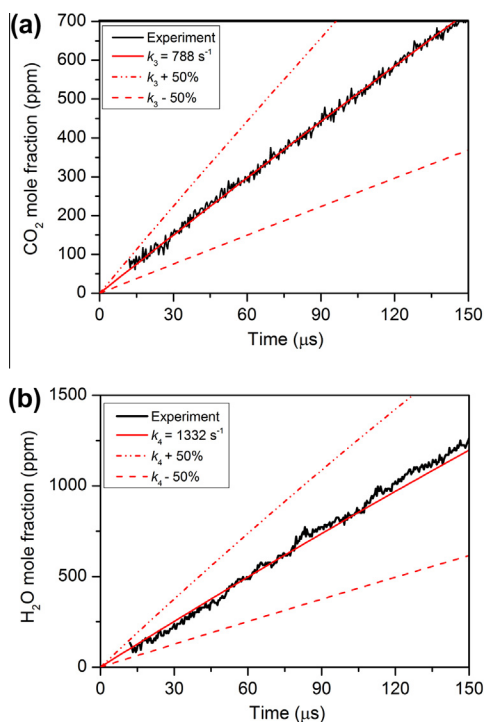 (a)
700
600
500
400
300
200
100
0
CO₂ mole fraction (ppm)
Experiment
k₃ = 788 s⁻¹
k₃ + 50%
k₃ - 50%
0 30 60 90 120 150
Time (μs)
(b)
1500
1000
500
0
H₂O mole fraction (ppm)
Experiment
k₄ = 1332 s⁻¹
k₄ + 50%
k₄ - 50%
0 30 60 90 120 150
Time (μs)